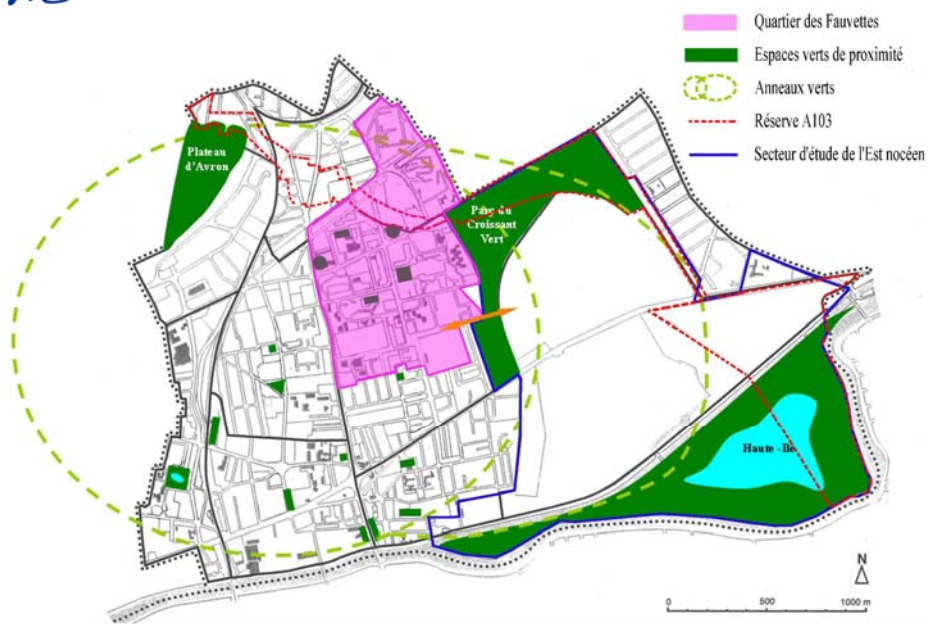 Quartier des Fauvettes
Espaces verts de proximité
Anneaux verts
Réserve A103
Secteur d'étude de l'Est nocéen
Plateau
d'Avron
Parc du
Croissant
Vert
Haute -Ile
N
0 500 1000 m